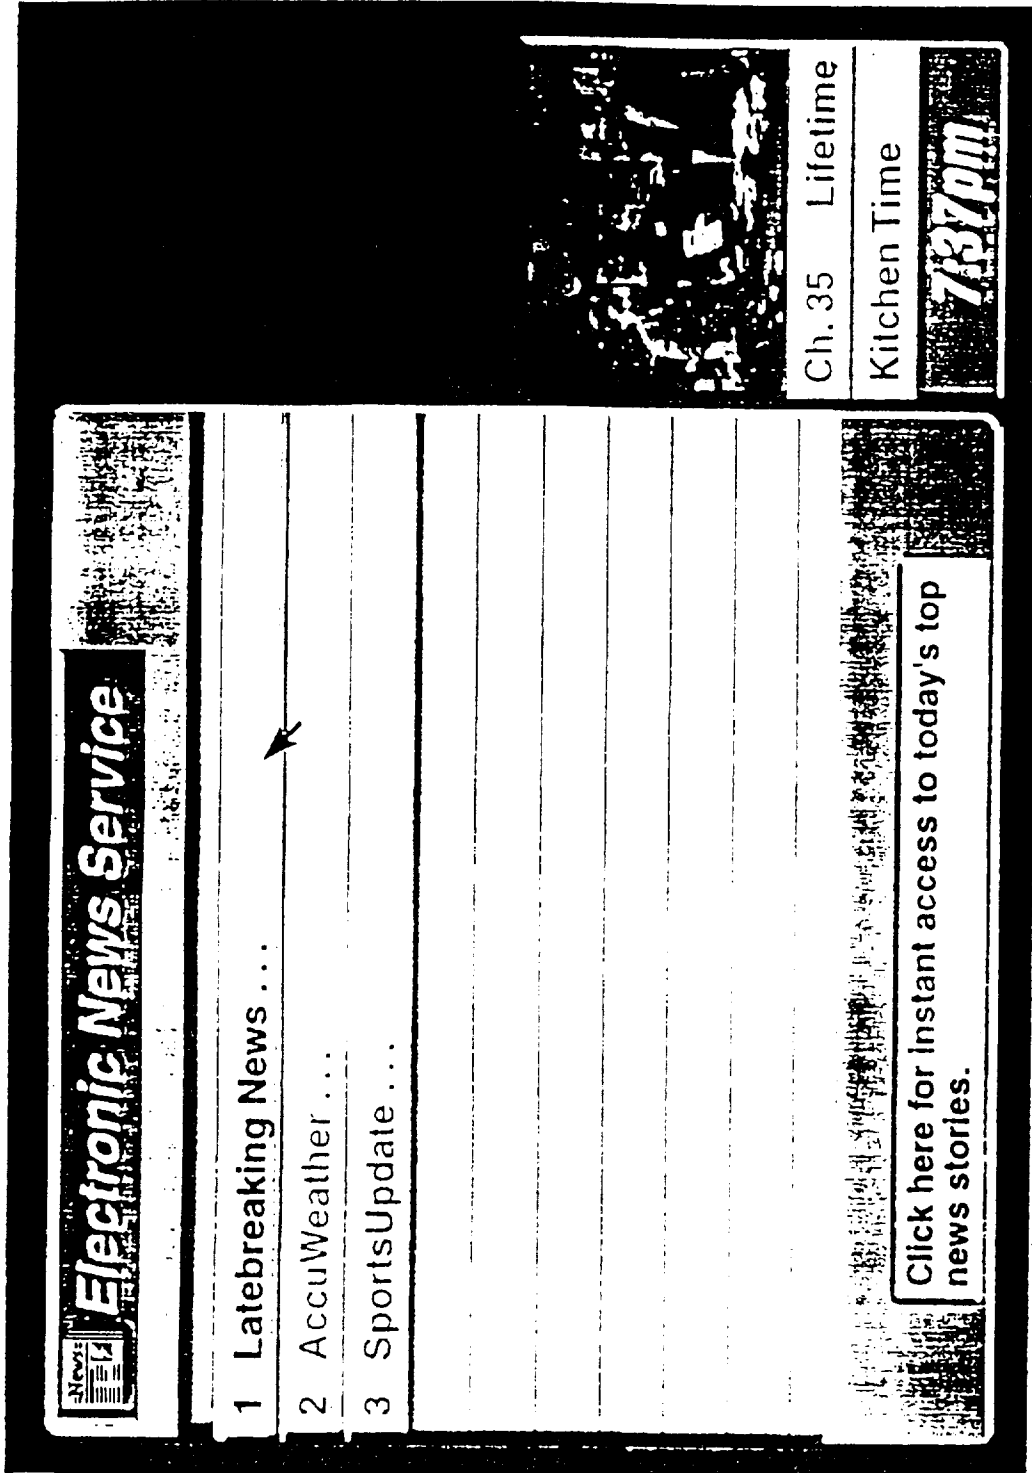 News
Electronic News Service
1 Latebreaking News...
2 AccuWeather...
3 SportsUpdate...
Click here for instant access to today's top
news stories.
Ch. 35 Lifetime
Kitchen Time
7:37pm